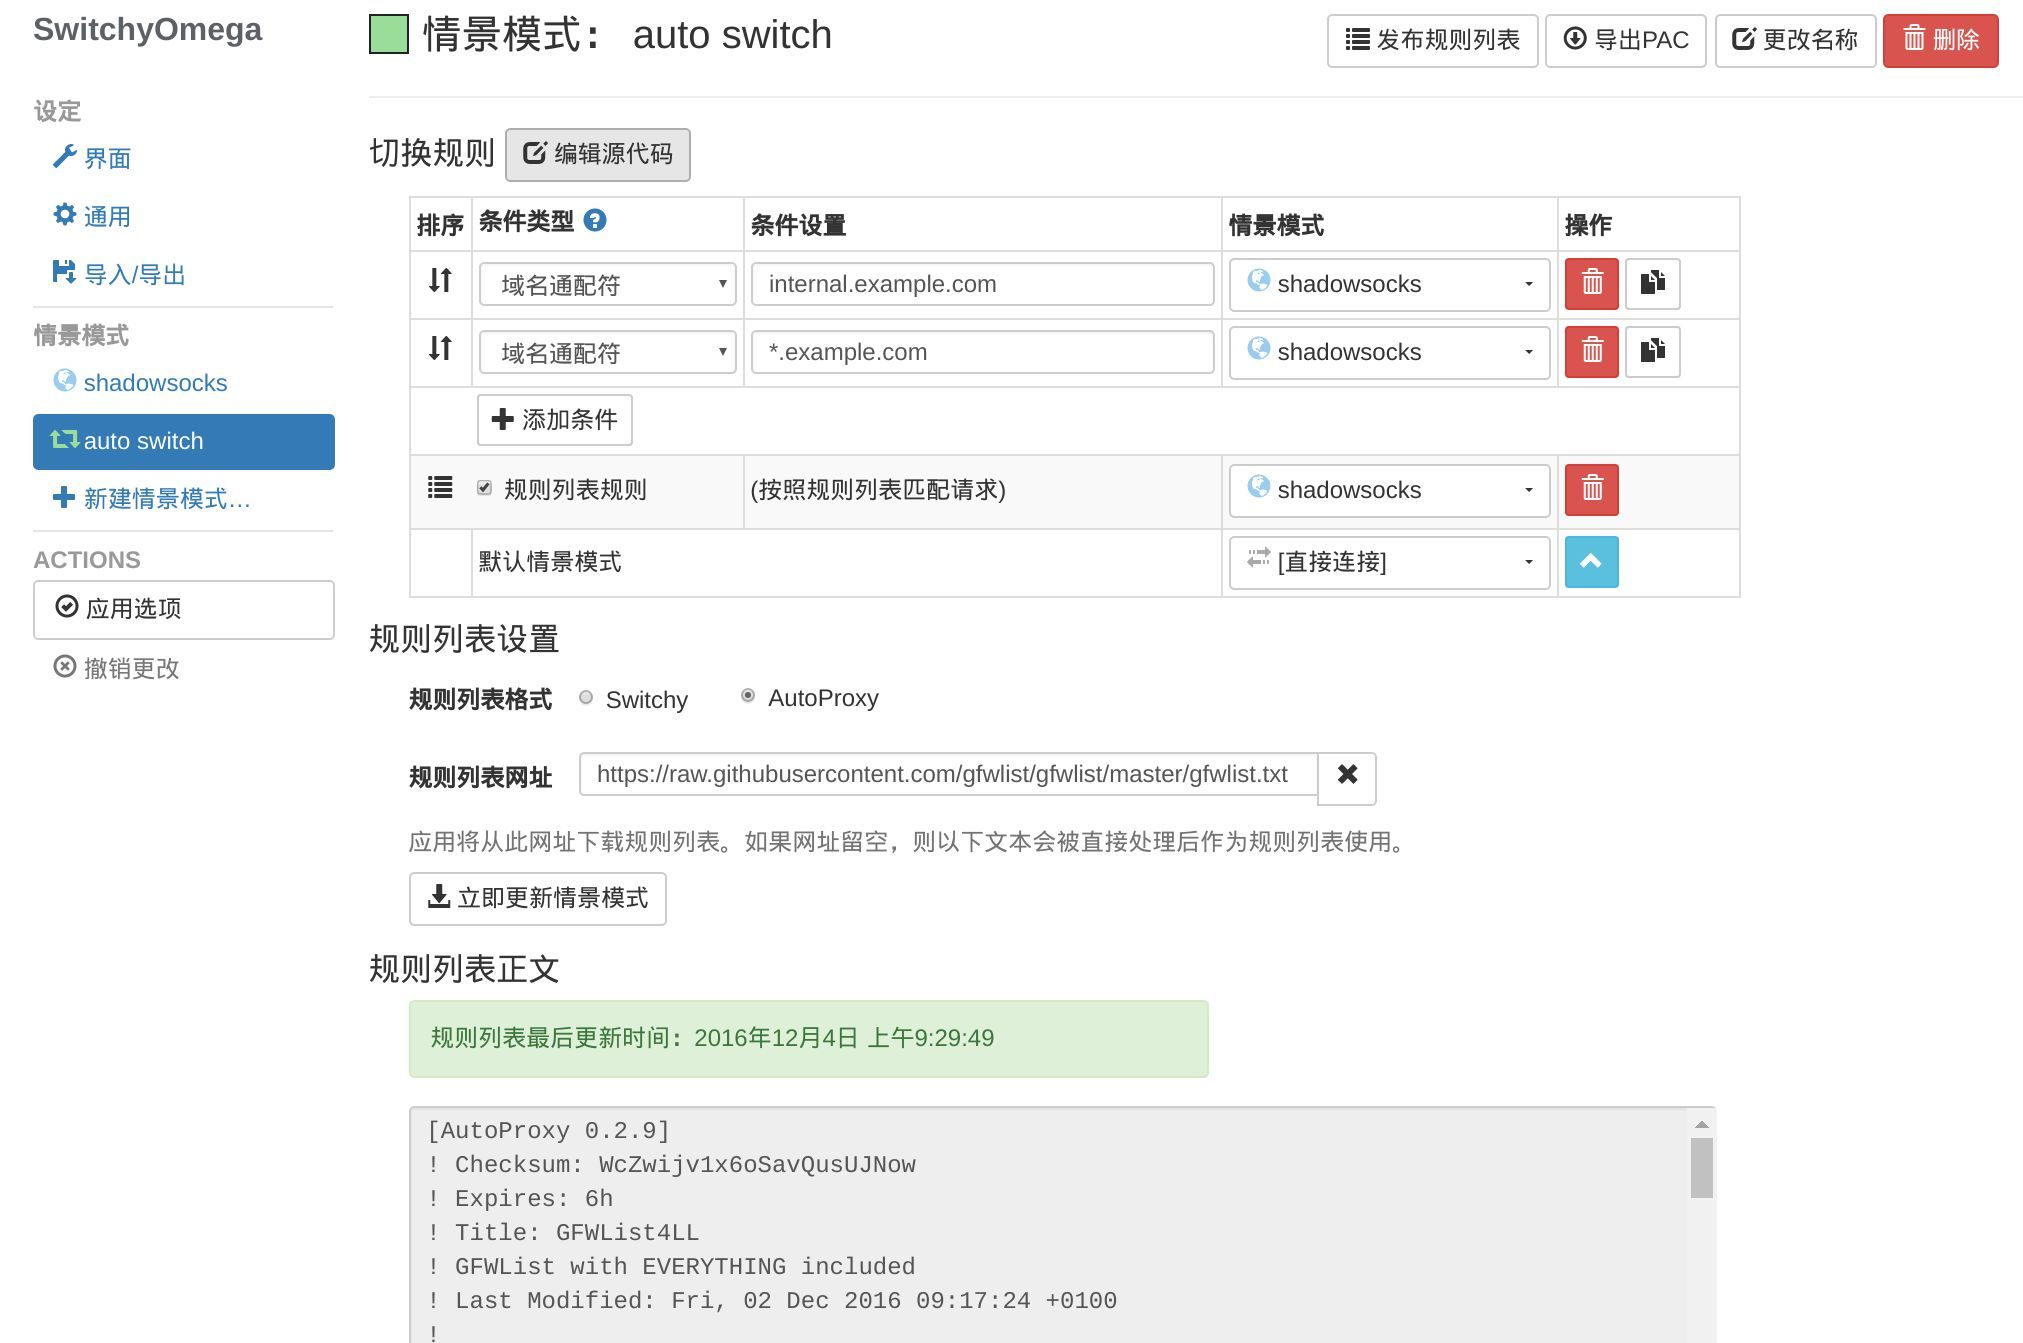 SwitchyOmega
设定
界面
通用
导入/导出
情景模式
shadowsocks
auto switch
新建情景模式…
ACTIONS
应用选项
撤销更改
情景模式： auto switch
发布规则列表 导出PAC 更改名称 删除
切换规则 编辑源代码
排序 条件类型 条件设置 情景模式 操作
域名通配符 internal.example.com shadowsocks
域名通配符 *.example.com shadowsocks
添加条件
规则列表规则 (按照规则列表匹配请求) shadowsocks
默认情景模式 [直接连接]
规则列表设置
规则列表格式 Switchy AutoProxy
规则列表网址 https://raw.githubusercontent.com/gfwlist/gfwlist/master/gfwlist.txt
应用将从此网址下载规则列表。如果网址留空，则以下文本会被直接处理后作为规则列表使用。
立即更新情景模式
规则列表正文
规则列表最后更新时间：2016年12月4日 上午9:29:49
[AutoProxy 0.2.9]
! Checksum: WcZwijv1x6oSavQusUJNow
! Expires: 6h
! Title: GFWList4LL
! GFWList with EVERYTHING included
! Last Modified: Fri, 02 Dec 2016 09:17:24 +0100
!